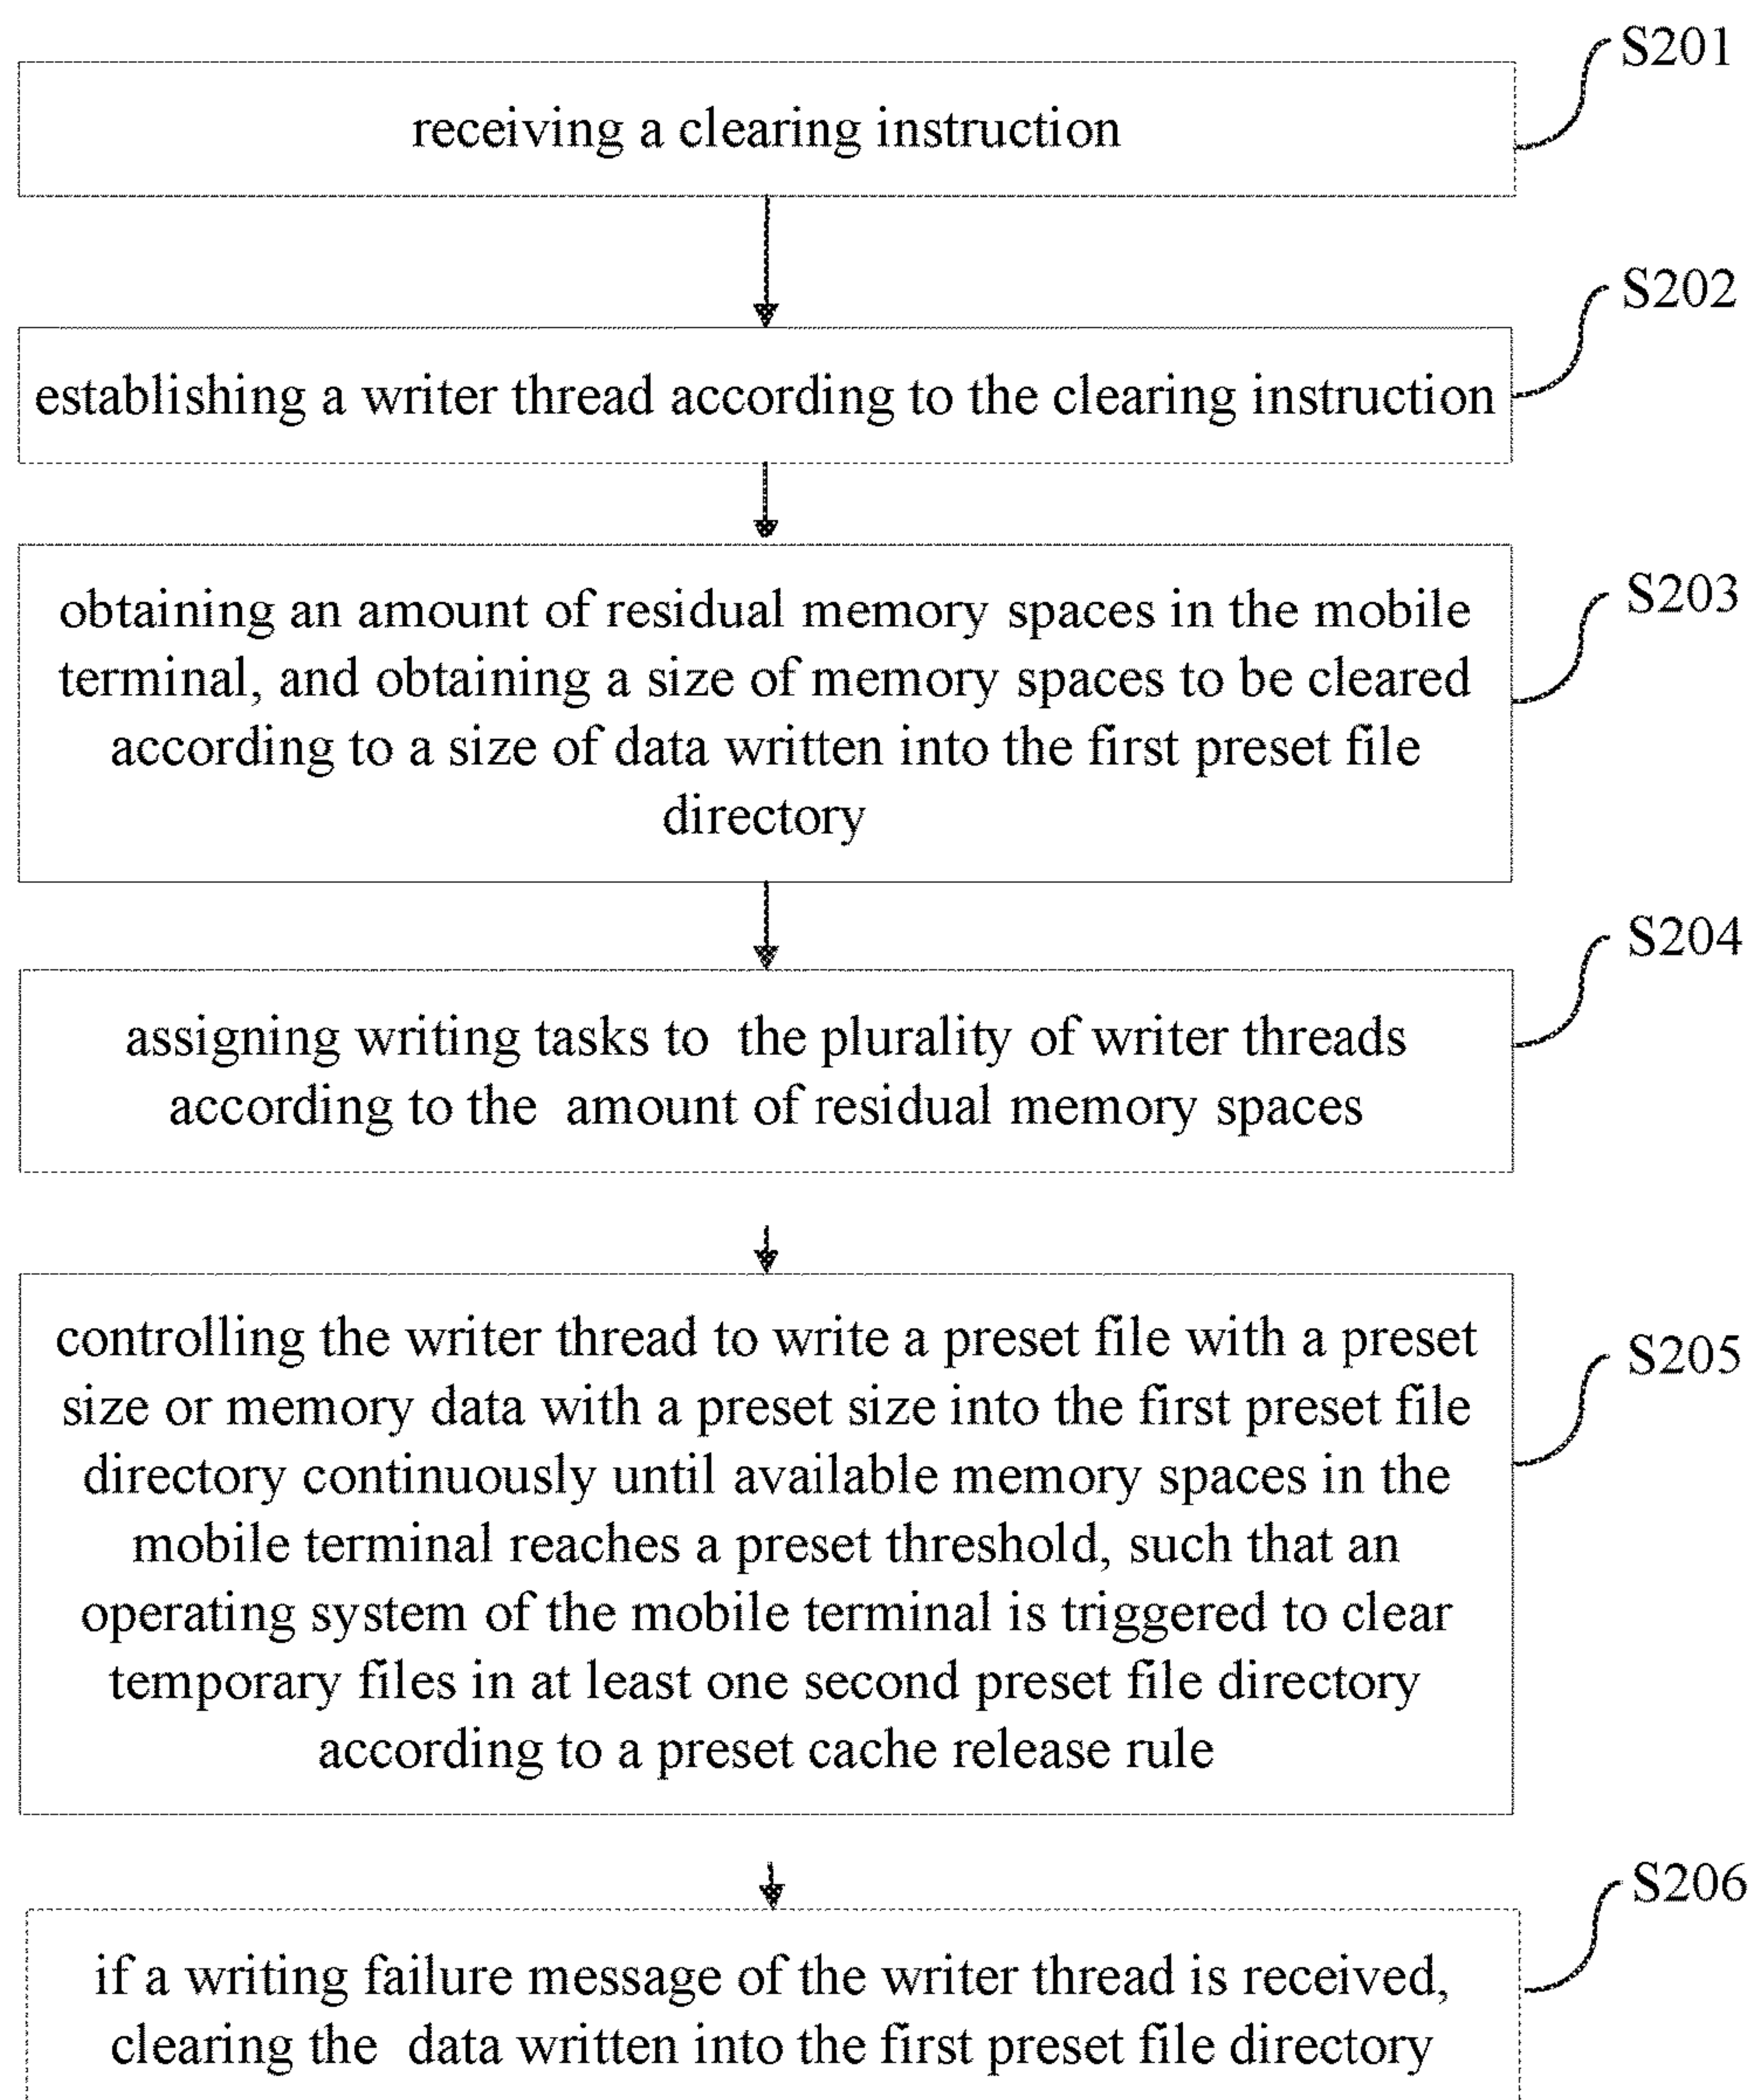 S201
receiving a clearing instruction
S202
establishing a writer thread according to the clearing instruction
S203
obtaining an amount of residual memory spaces in the mobile
terminal, and obtaining a size of memory spaces to be cleared
according to a size of data written into the first preset file
directory
S204
assigning writing tasks to the plurality of writer threads
according to the amount of residual memory spaces
S205
controlling the writer thread to write a preset file with a preset
size or memory data with a preset size into the first preset file
directory continuously until available memory spaces in the
mobile terminal reaches a preset threshold, such that an
operating system of the mobile terminal is triggered to clear
temporary files in at least one second preset file directory
according to a preset cache release rule
S206
if a writing failure message of the writer thread is received,
clearing the data written into the first preset file directory